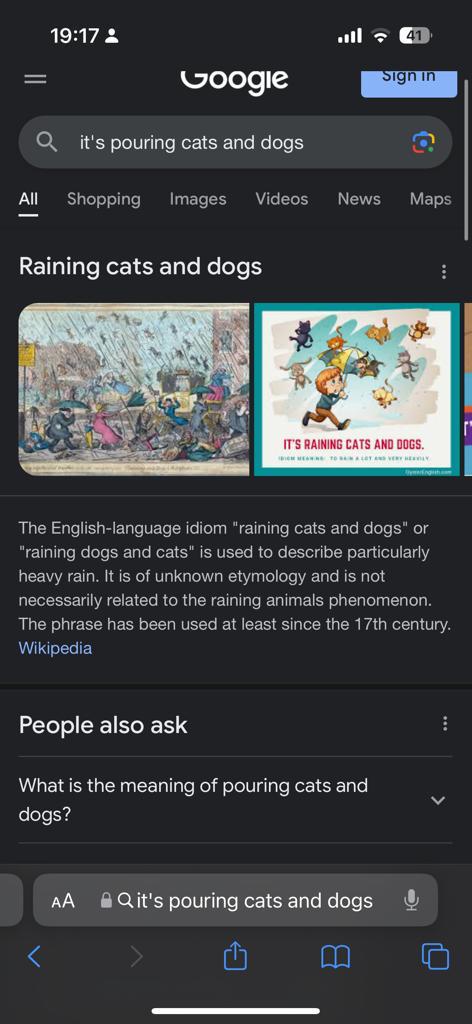 19:17
41
Google
Sign in
it's pouring cats and dogs
All Shopping Images Videos News Maps
Raining cats and dogs
IT'S RAINING CATS AND DOGS.
IDIOM MEANING: TO RAIN A LOT AND VERY HEAVILY.
OysterEnglish.com
The English-language idiom "raining cats and dogs" or
"raining dogs and cats" is used to describe particularly
heavy rain. It is of unknown etymology and is not
necessarily related to the raining animals phenomenon.
The phrase has been used at least since the 17th century.
Wikipedia
People also ask
What is the meaning of pouring cats and
dogs?
AA it's pouring cats and dogs